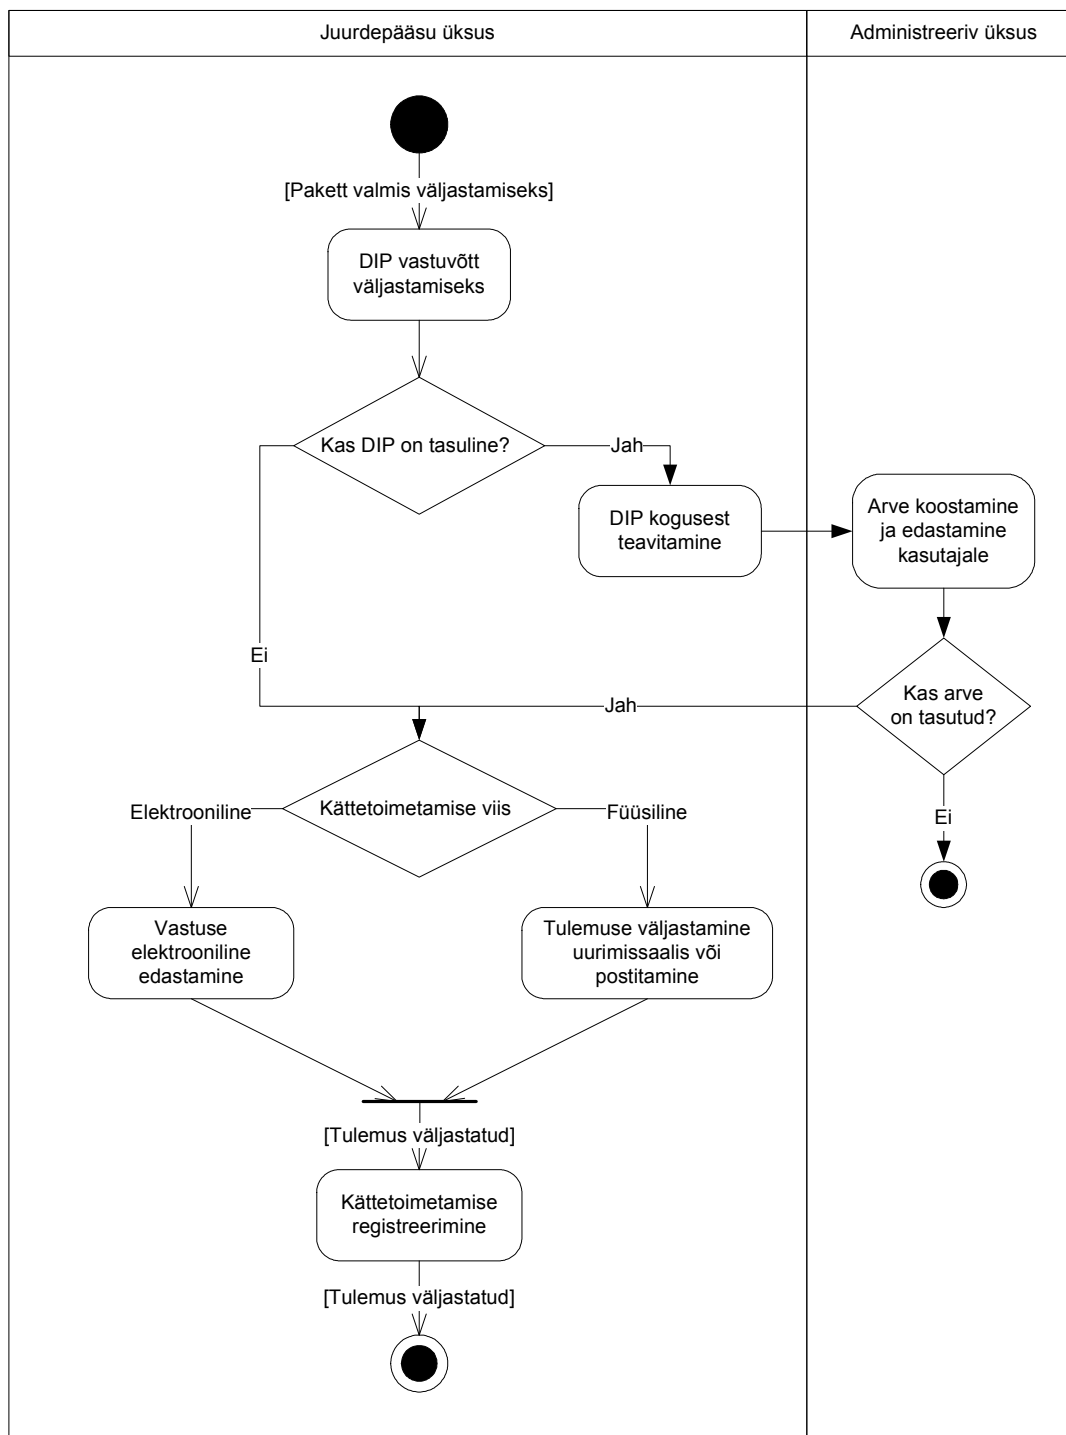 Juurdepääsu üksus
Administreeriv üksus
[Pakett valmis väljastamiseks]
DIP vastuvõtt
väljastamiseks
Kas DIP on tasuline?
Jah
DIP kogusest
teavitamine
Arve koostamine
ja edastamine
kasutajale
Ei
Jah
Kas arve
on tasutud?
Elektrooniline
Kättetoimetamise viis
Füüsiline
Ei
Vastuse
elektrooniline
edastamine
Tulemuse väljastamine
uurimissaalis või
postitamine
[Tulemus väljastatud]
Kättetoimetamise
registreerimine
[Tulemus väljastatud]